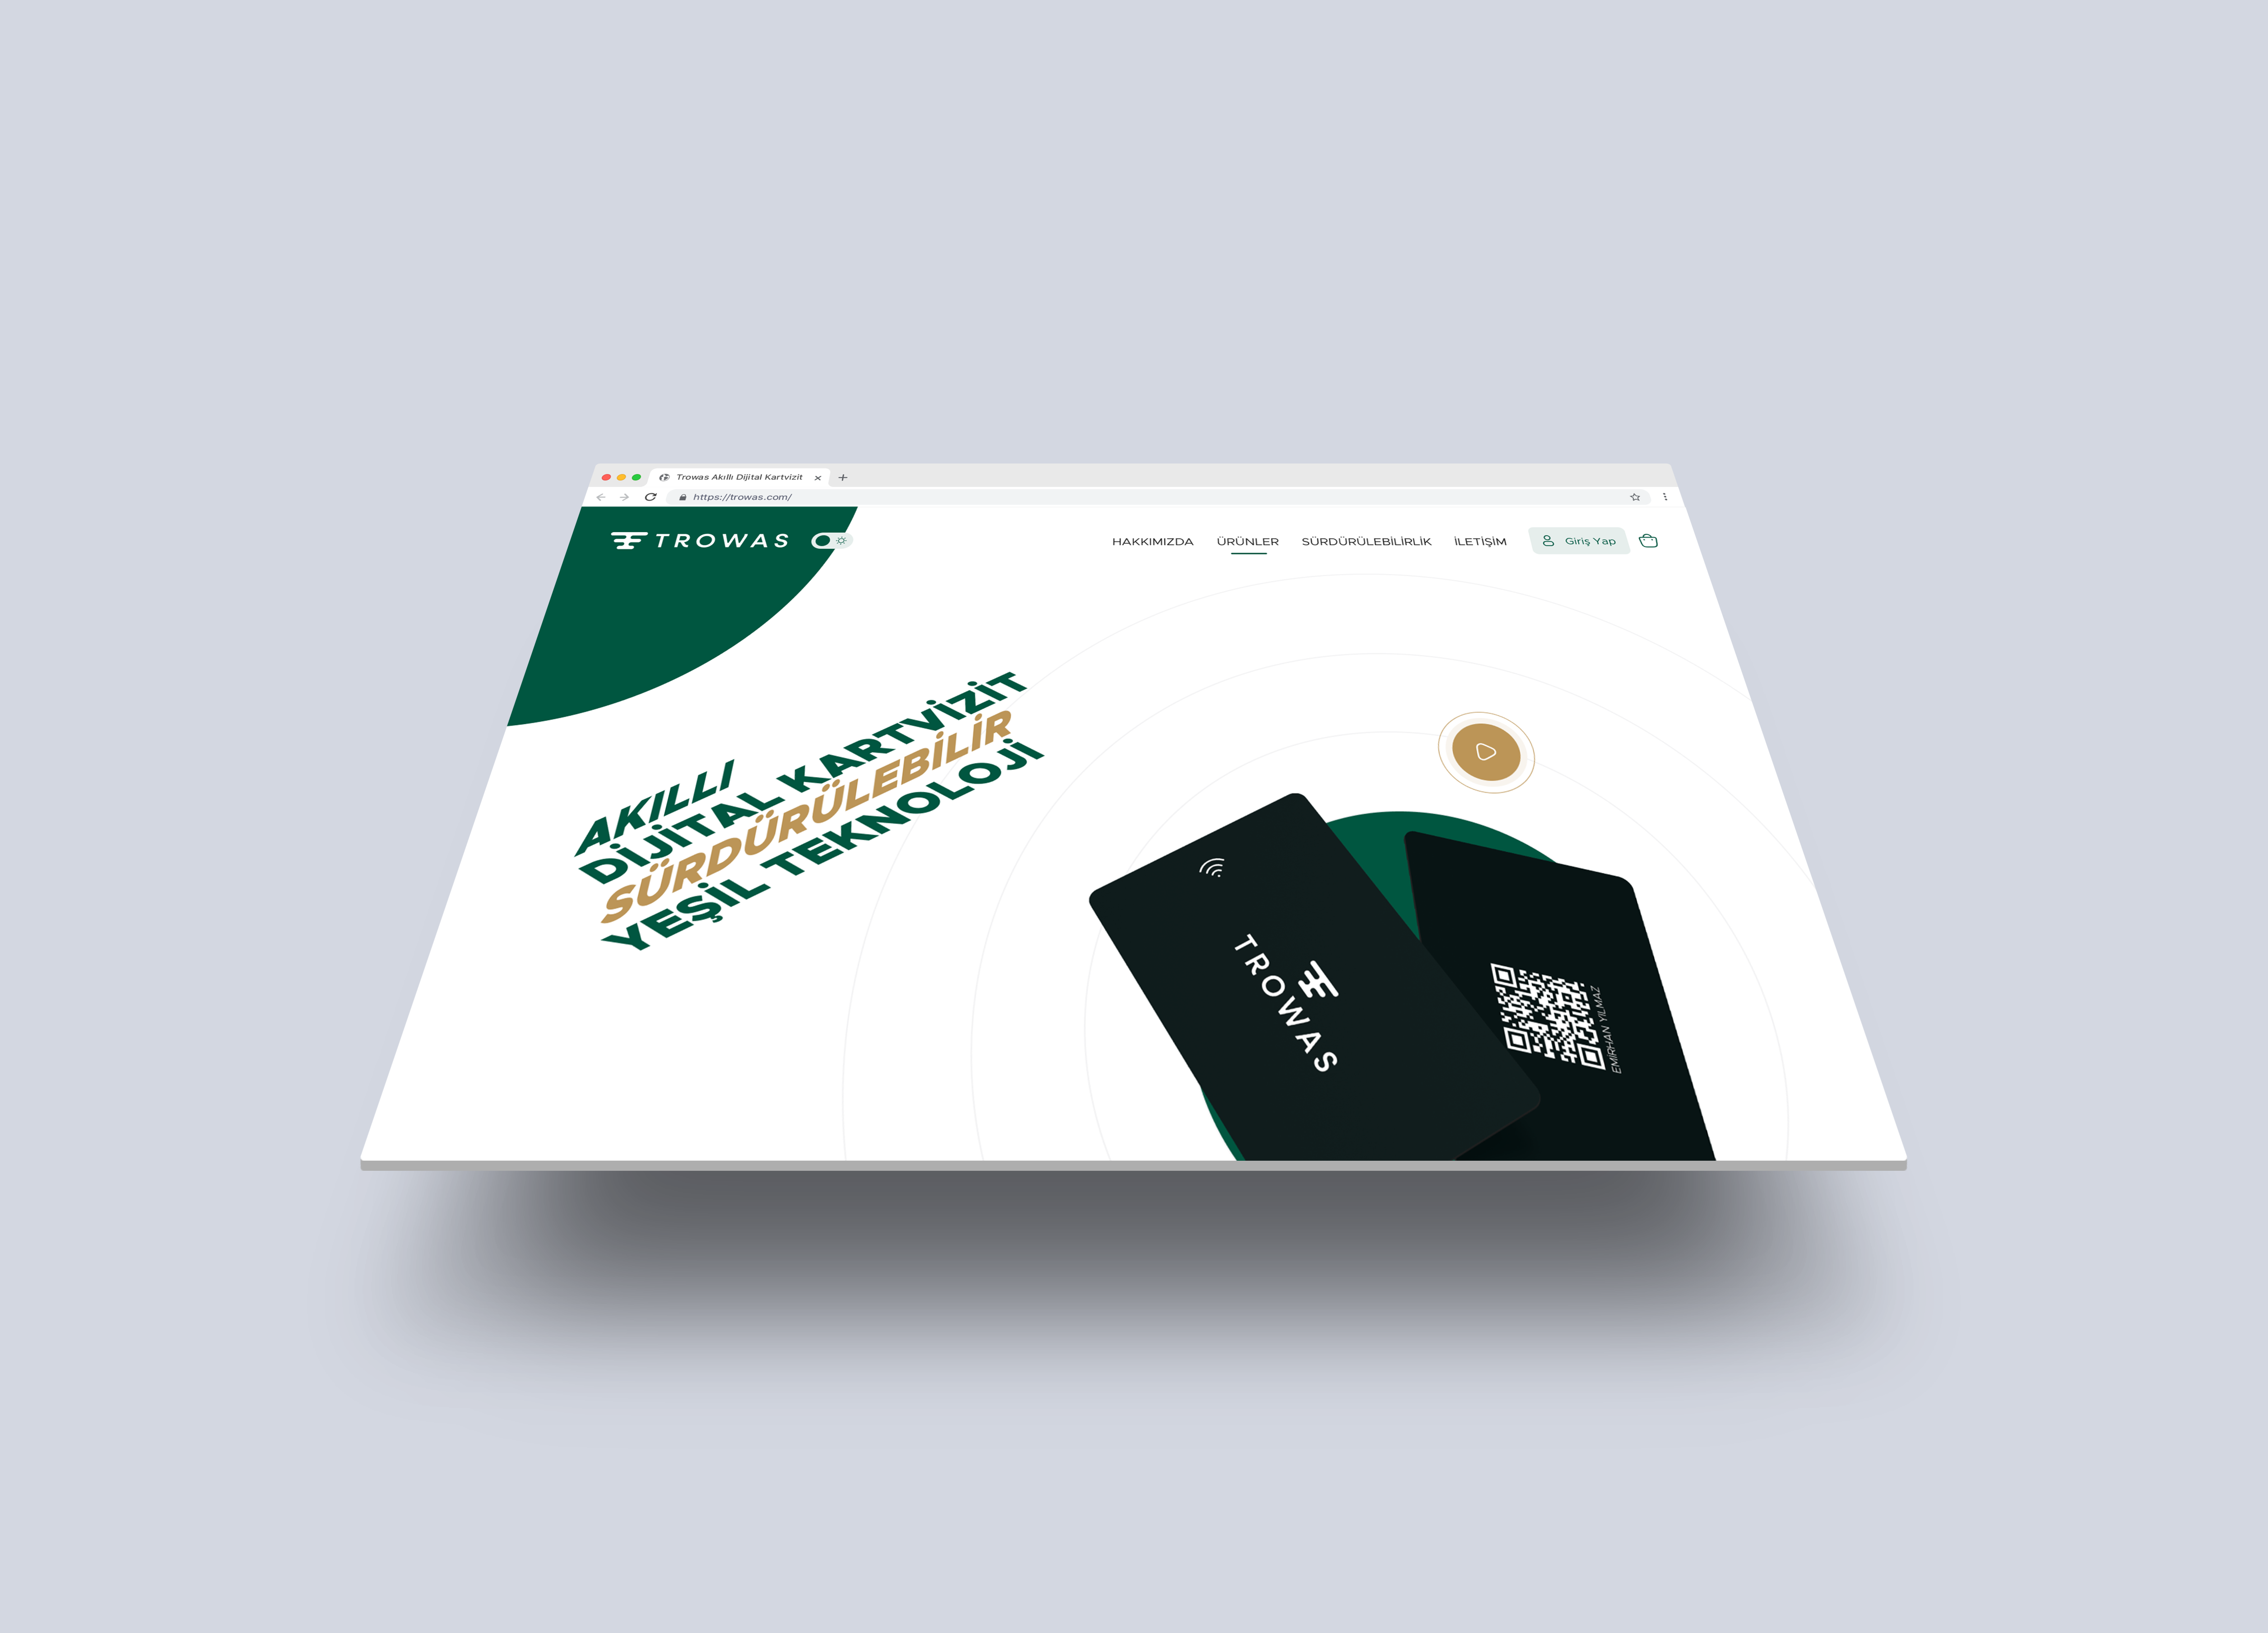 Trowas Akıllı Dijital Kartvizit
https://trowas.com/
TROWAS
HAKKIMIZDA
ÜRÜNLER
SÜRDÜRÜLEBİLİRLİK
İLETİŞİM
Giriş Yap
AKILLI
DİJİTAL KARTVİZİT
SÜRDÜRÜLEBİLİR
YEŞİL TEKNOLOJİ
TROWAS
EMİRHAN YILMAZ